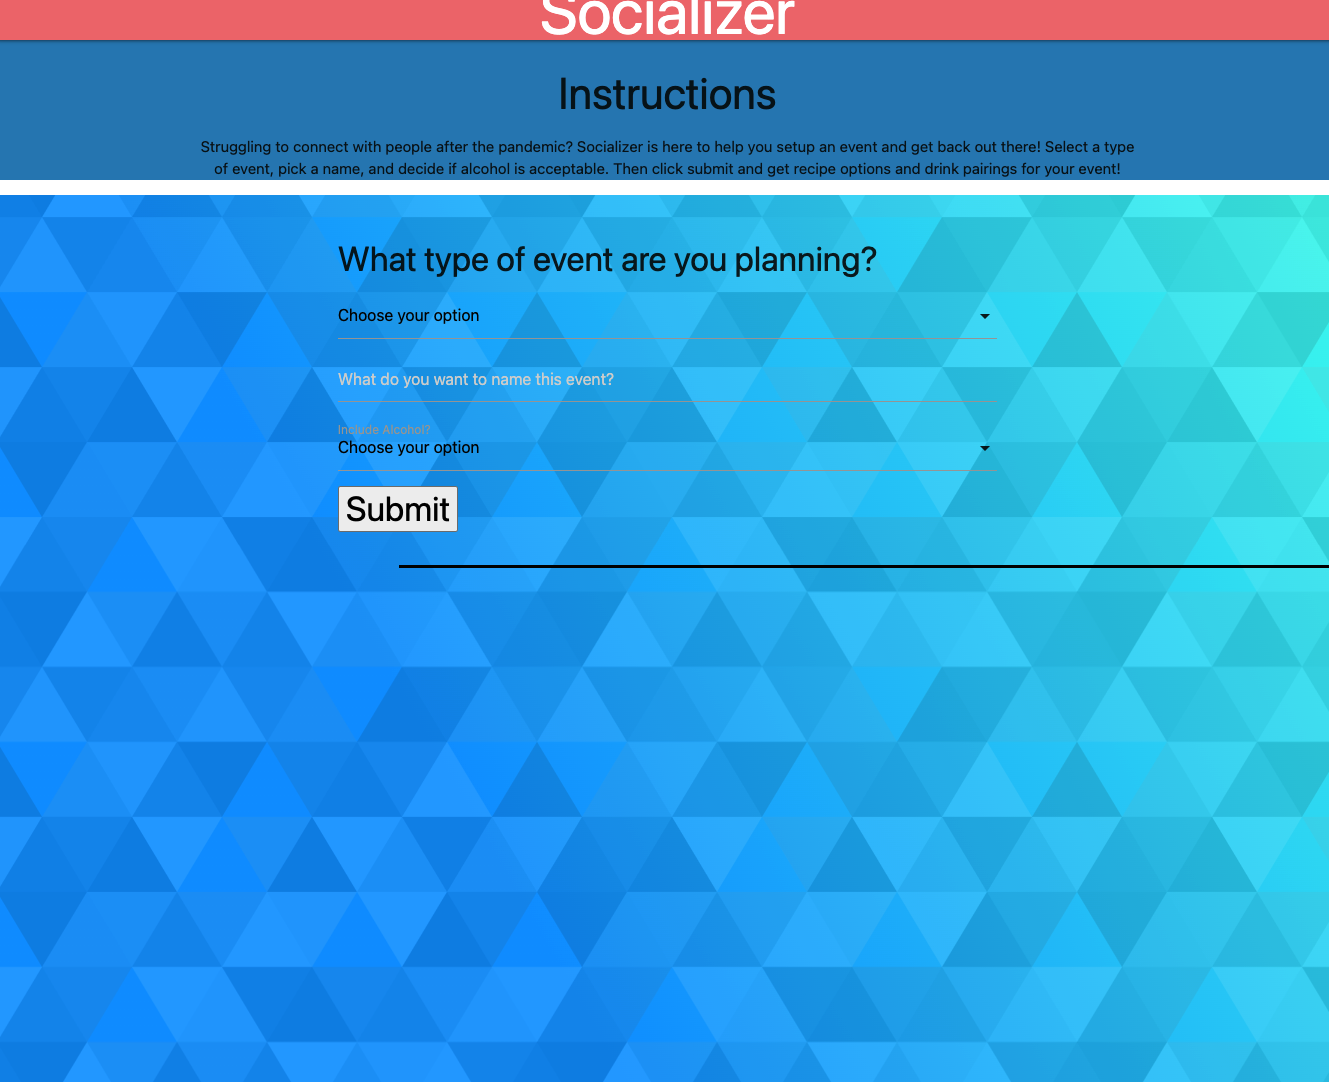 Socializer
Instructions
Struggling to connect with people after the pandemic? Socializer is here to help you setup an event and get back out there! Select a type
of event, pick a name, and decide if alcohol is acceptable. Then click submit and get recipe options and drink pairings for your event!
What type of event are you planning?
Choose your option
What do you want to name this event?
Include Alcohol?
Choose your option
Submit